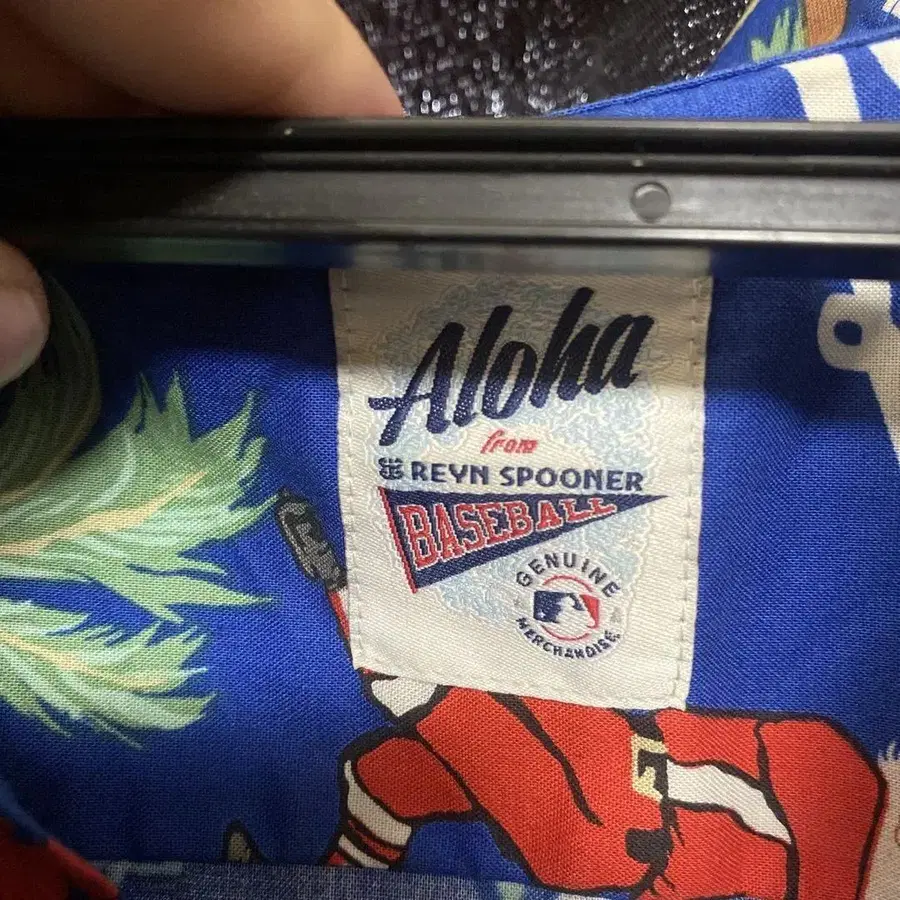 Aloha
from
REYN SPOONER
BASEBALL
GENUINE
MERCHANDISE